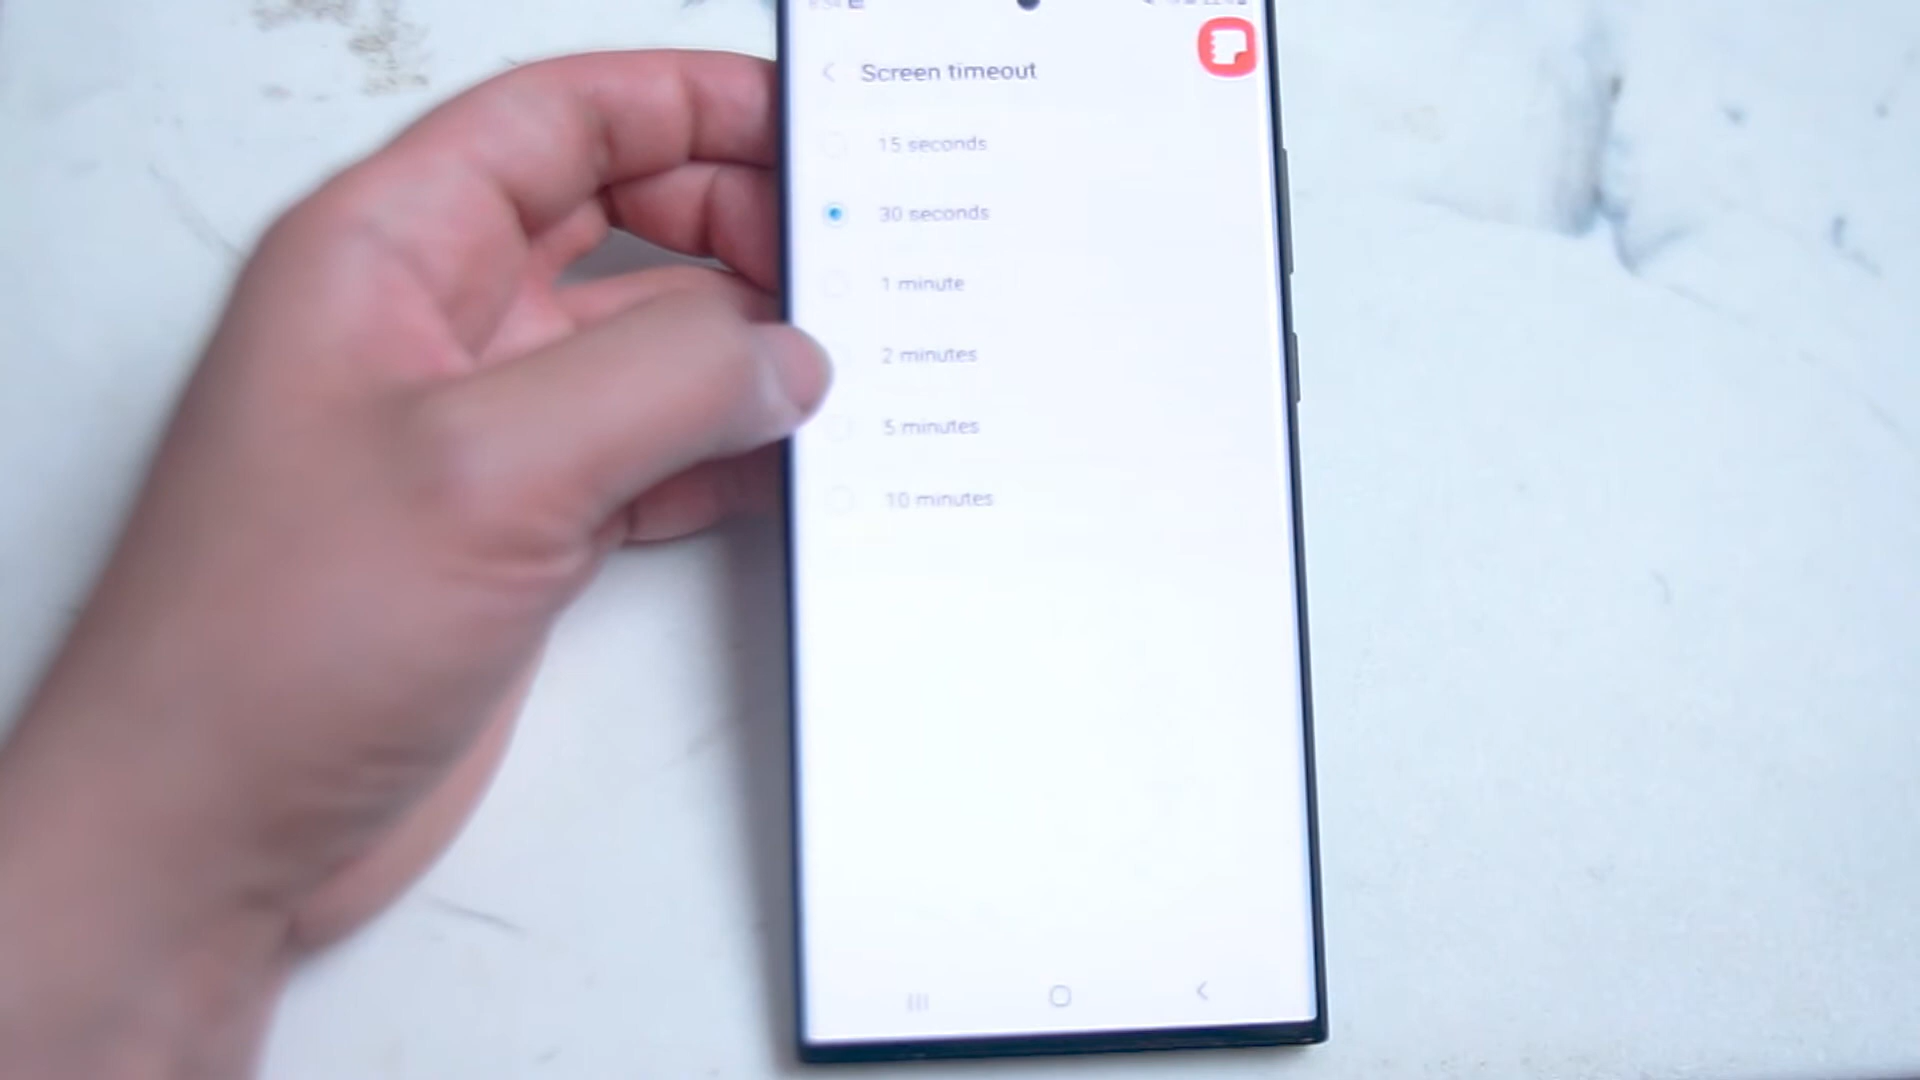 Screen timeout
15 seconds
30 seconds
1 minute
2 minutes
5 minutes
10 minutes